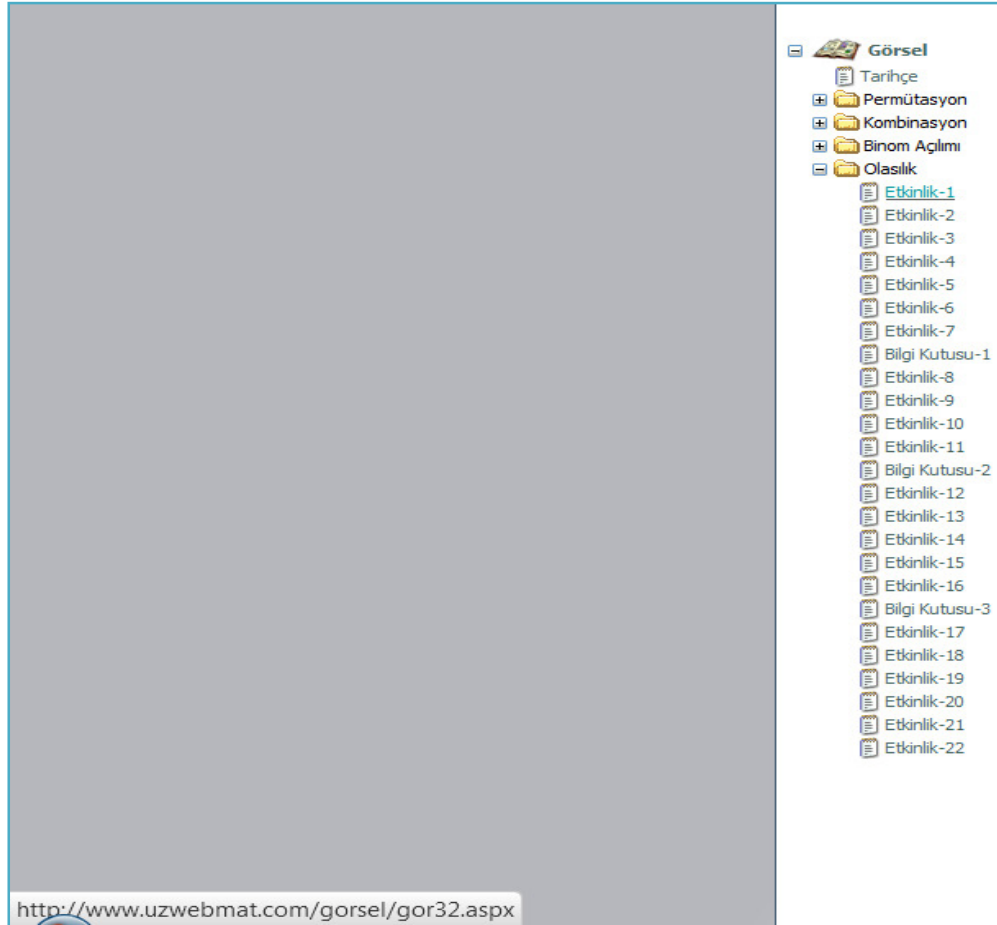 Görsel
Tarihçe
Permütasyon
Kombinasyon
Binom Açılımı
Olasılık
Etkinlik-1
Etkinlik-2
Etkinlik-3
Etkinlik-4
Etkinlik-5
Etkinlik-6
Etkinlik-7
Bilgi Kutusu-1
Etkinlik-8
Etkinlik-9
Etkinlik-10
Etkinlik-11
Bilgi Kutusu-2
Etkinlik-12
Etkinlik-13
Etkinlik-14
Etkinlik-15
Etkinlik-16
Bilgi Kutusu-3
Etkinlik-17
Etkinlik-18
Etkinlik-19
Etkinlik-20
Etkinlik-21
Etkinlik-22
http://www.uzwebmat.com/gorsel/gor32.aspx